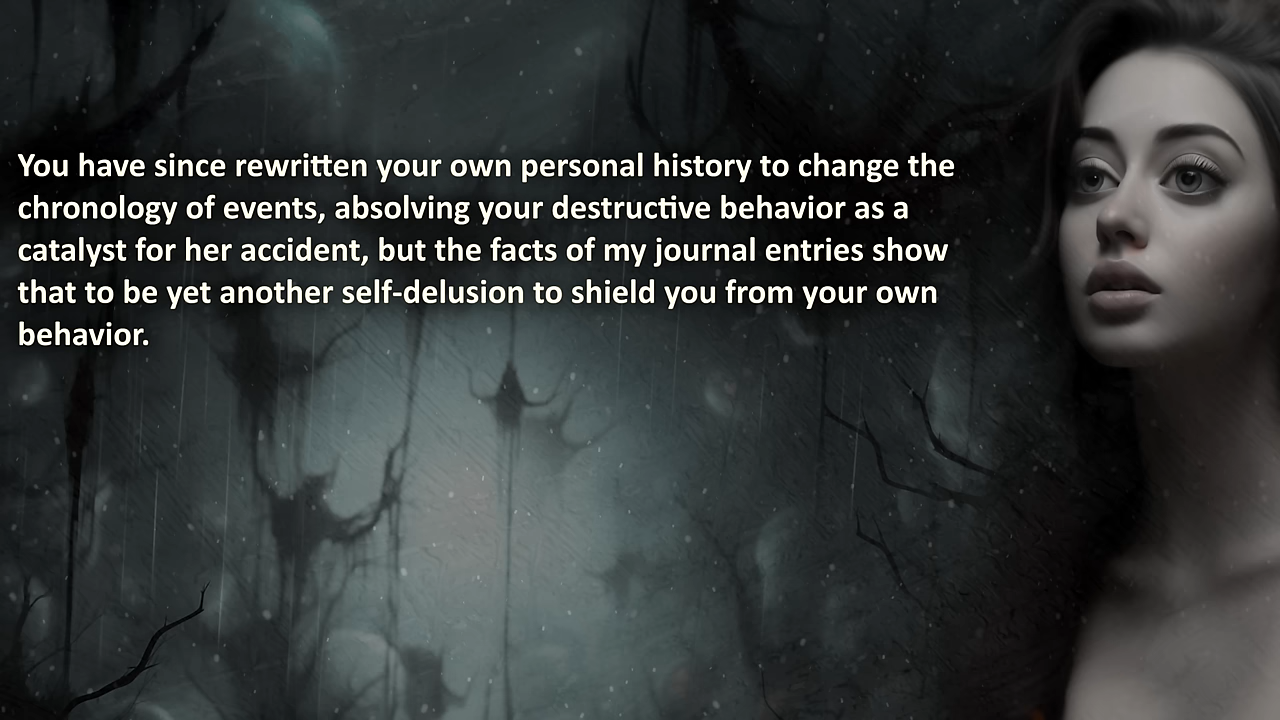 You have since rewritten your own personal history to change the
chronology of events, absolving your destructive behavior as a
catalyst for her accident, but the facts of my journal entries show
that to be yet another self-delusion to shield you from your own
behavior.